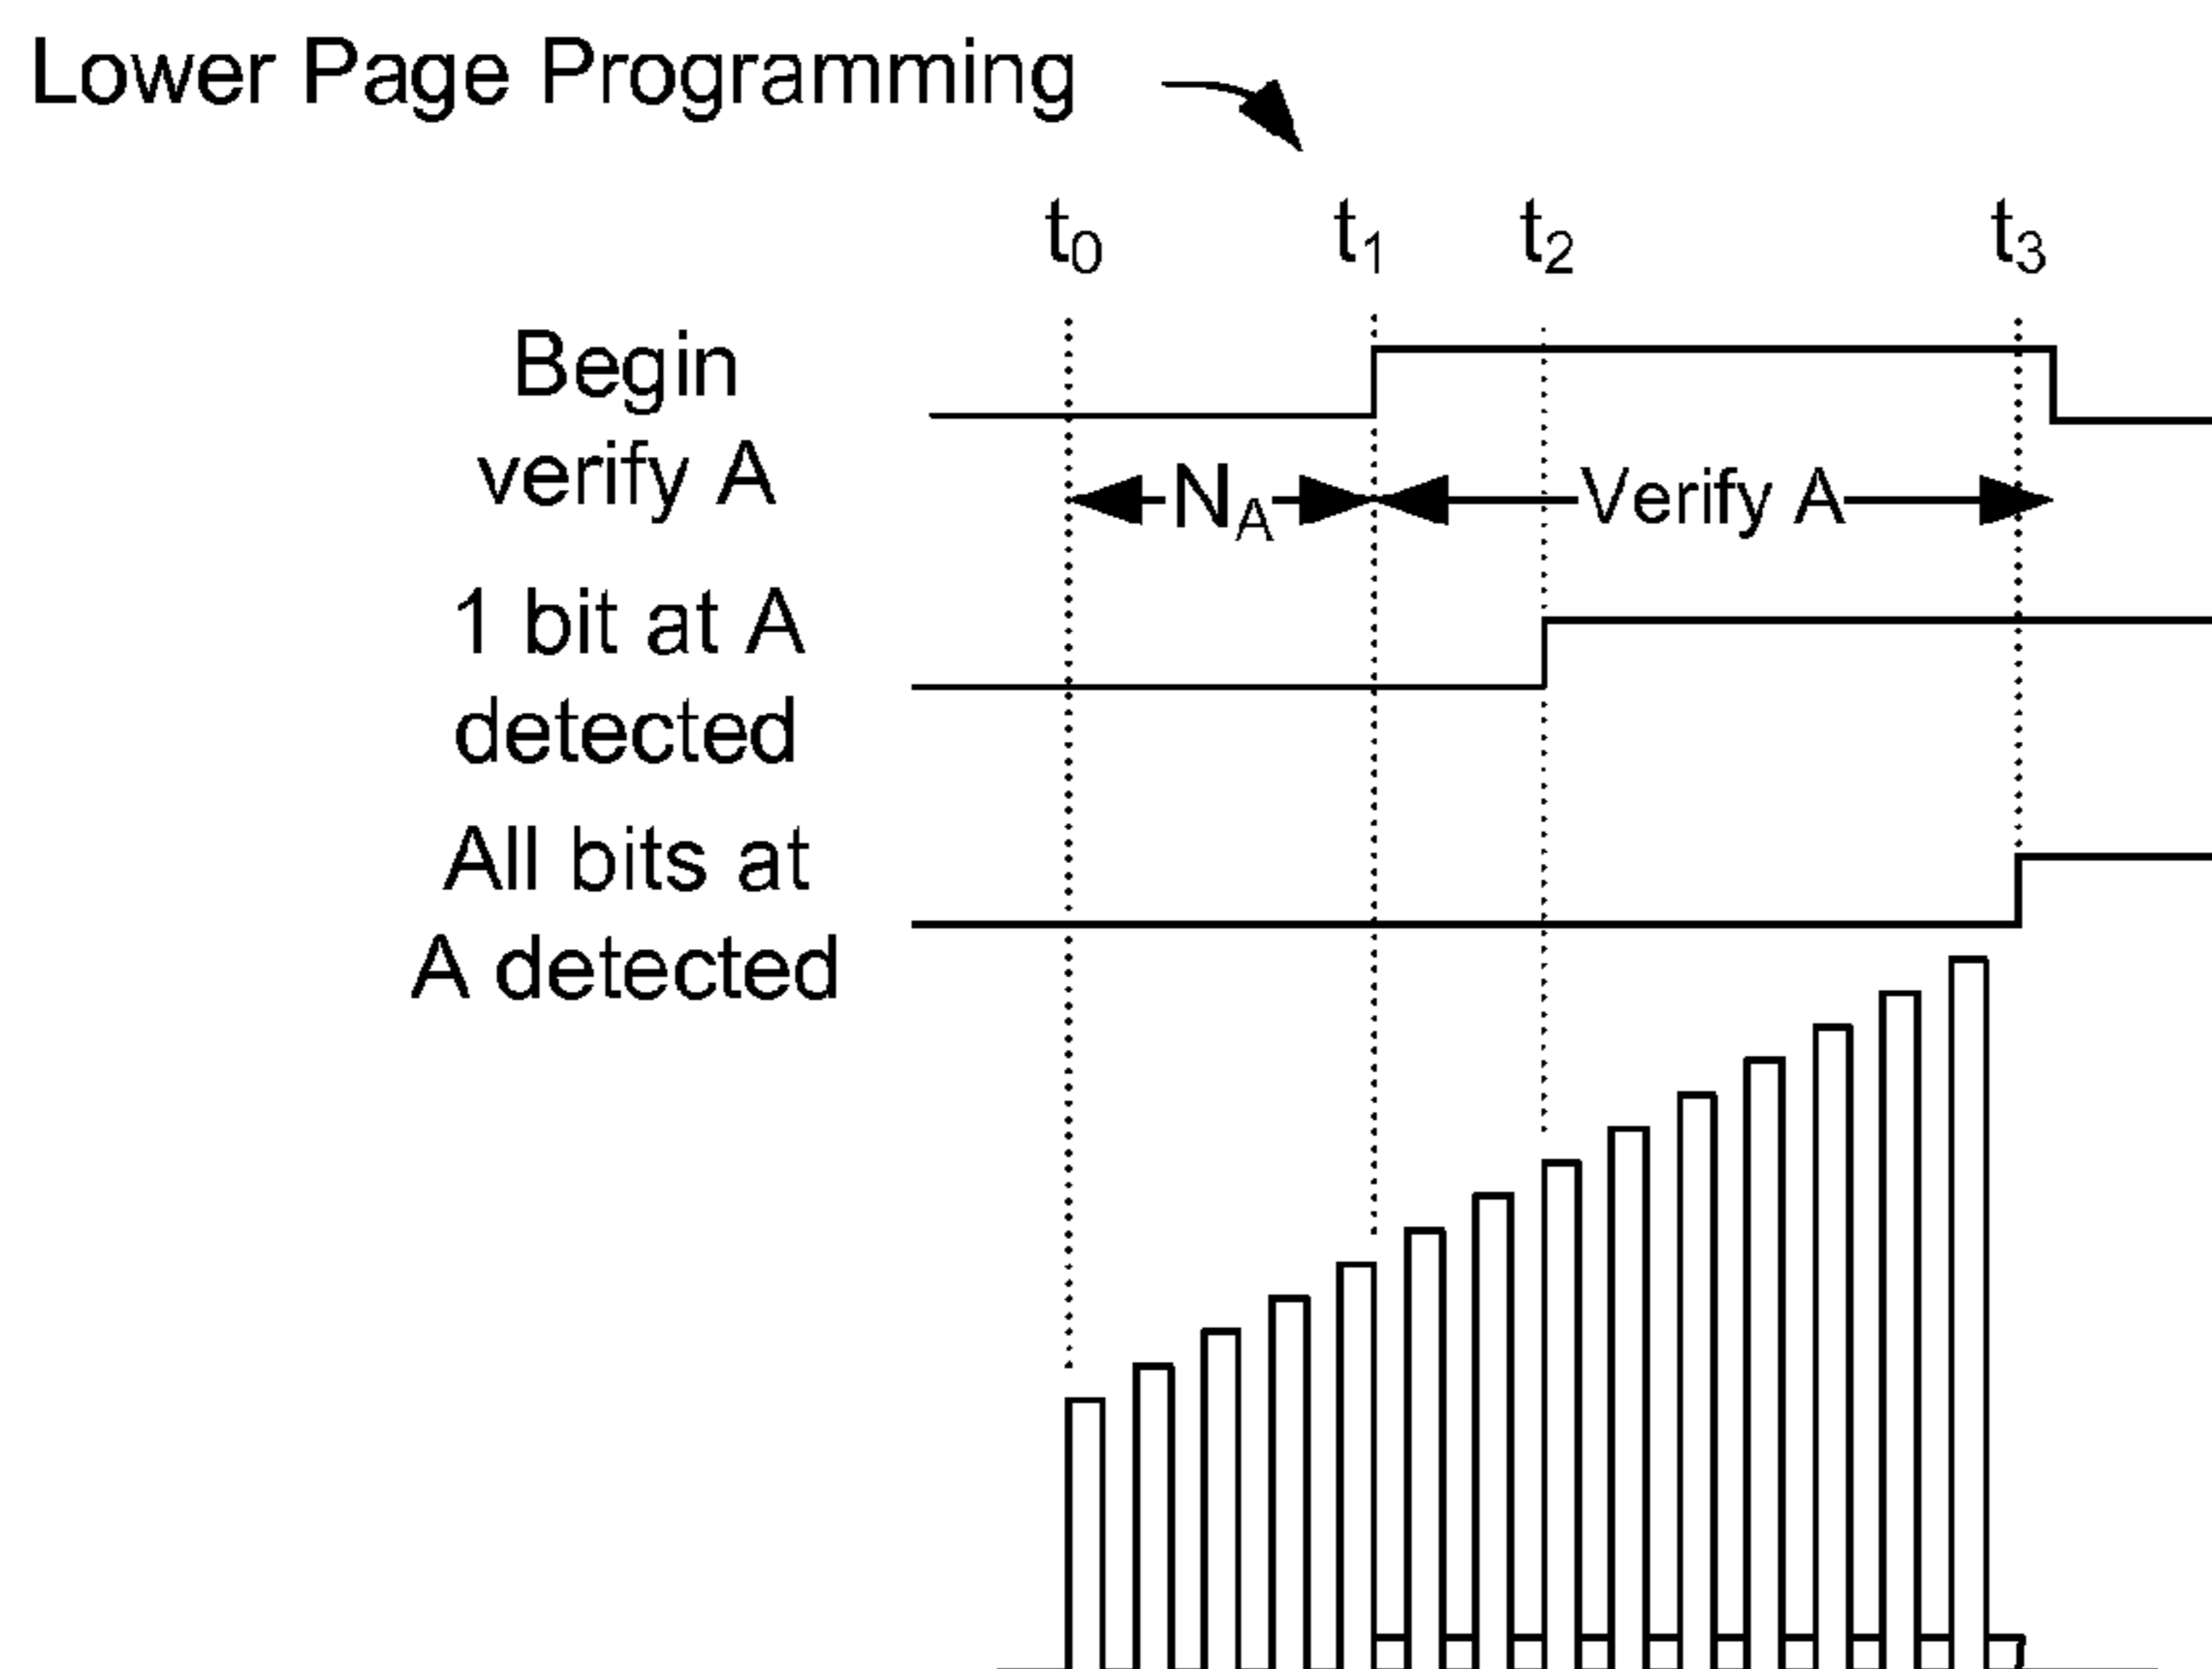 Lower Page Programming
t0 t1 t2 t3
Begin
verify A
NA Verify A
1 bit at A
detected
All bits at
A detected